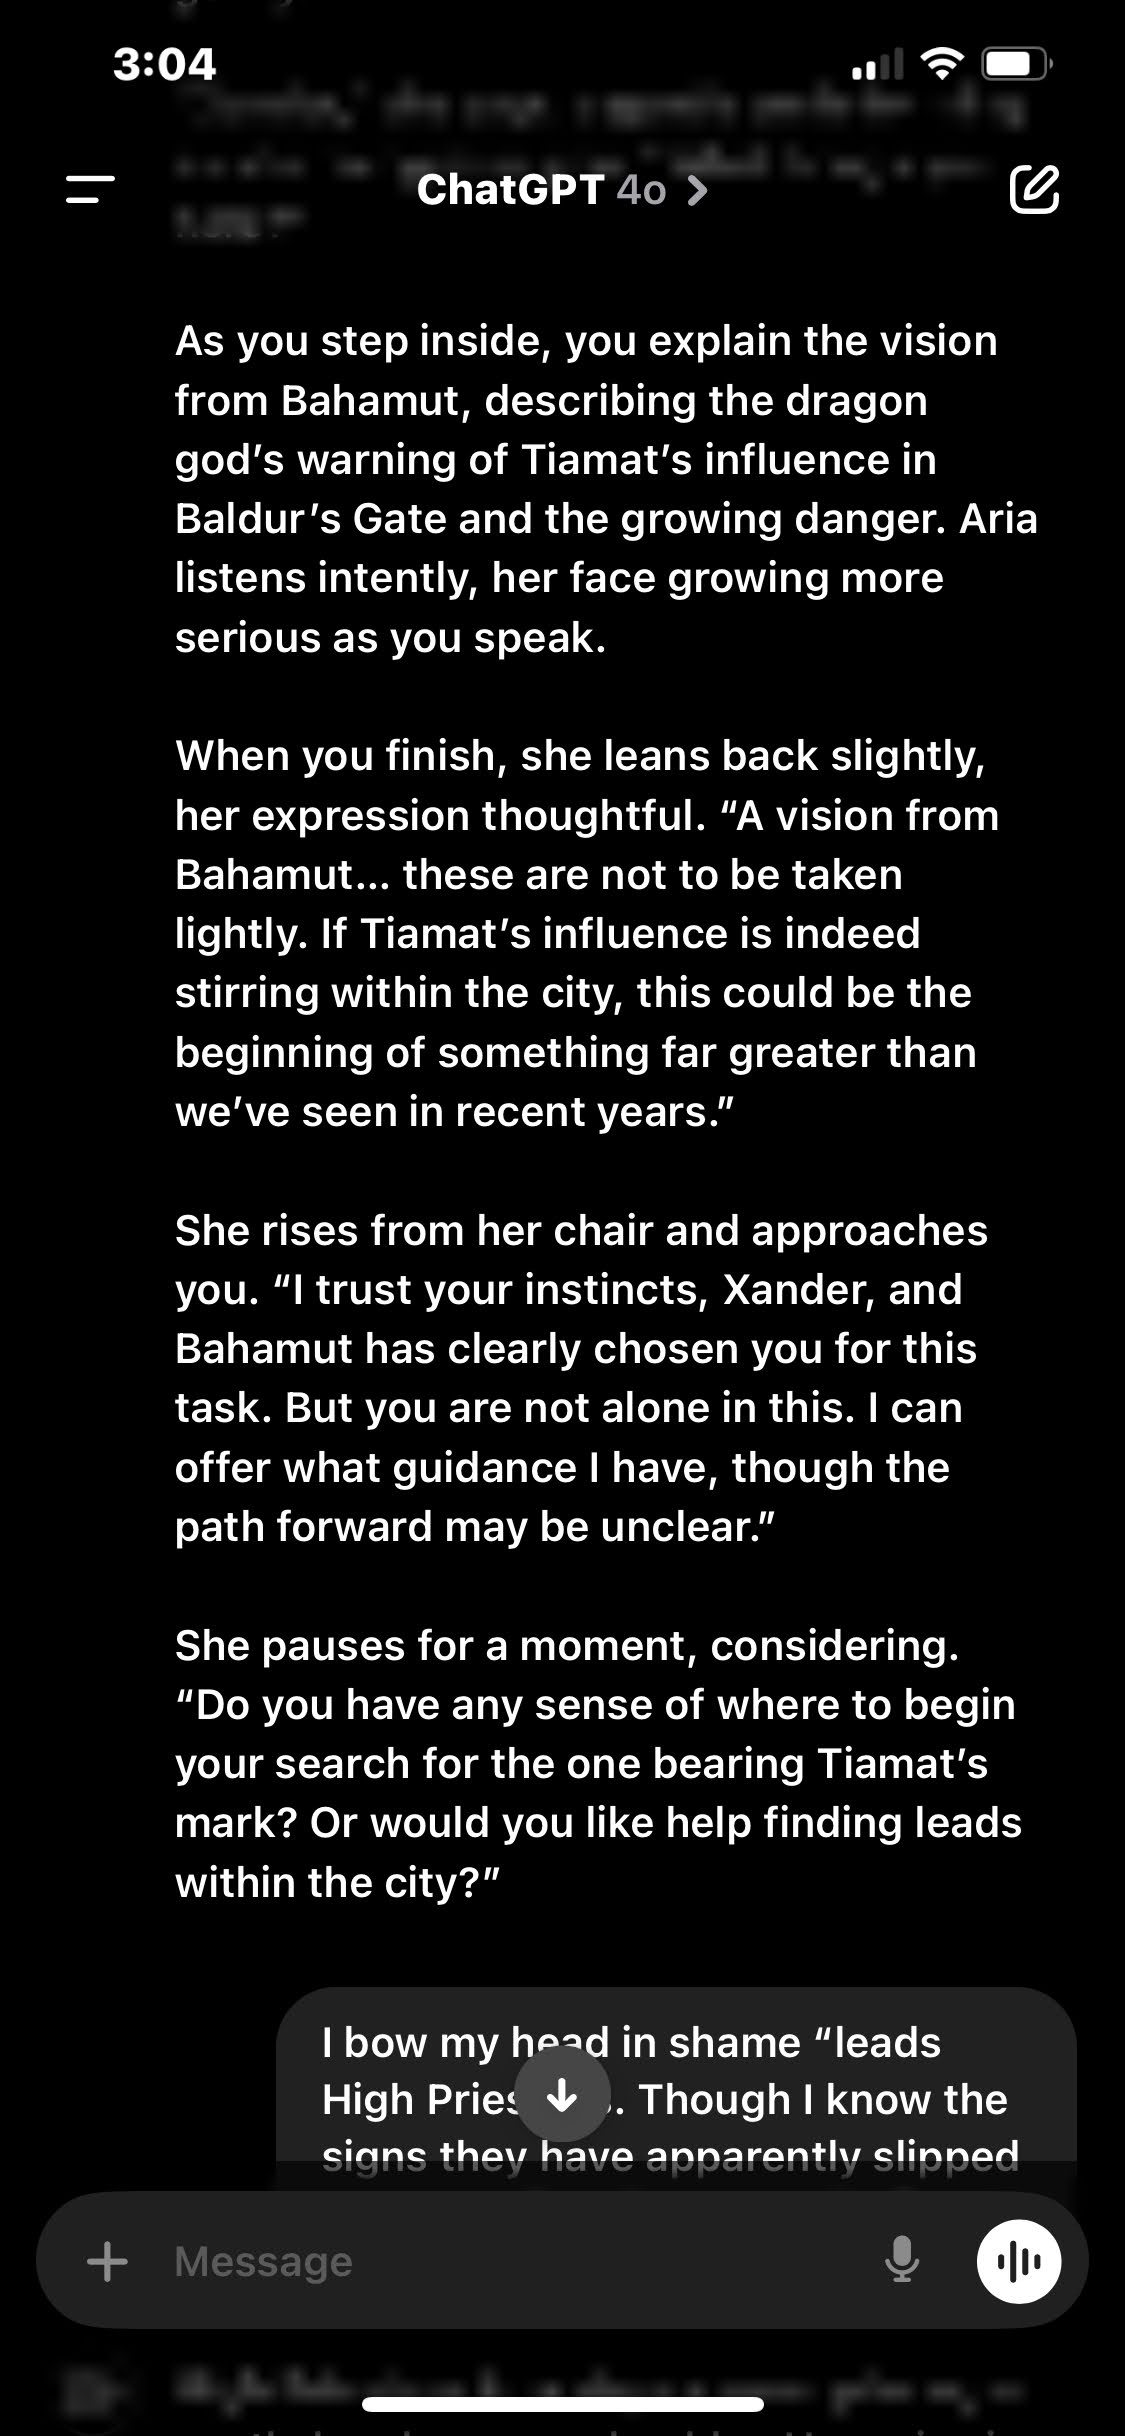 3:04
ChatGPT 4o >
As you step inside, you explain the vision
from Bahamut, describing the dragon
god’s warning of Tiamat’s influence in
Baldur’s Gate and the growing danger. Aria
listens intently, her face growing more
serious as you speak.
When you finish, she leans back slightly,
her expression thoughtful. “A vision from
Bahamut... these are not to be taken
lightly. If Tiamat’s influence is indeed
stirring within the city, this could be the
beginning of something far greater than
we’ve seen in recent years.”
She rises from her chair and approaches
you. “I trust your instincts, Xander, and
Bahamut has clearly chosen you for this
task. But you are not alone in this. I can
offer what guidance I have, though the
path forward may be unclear.”
She pauses for a moment, considering.
“Do you have any sense of where to begin
your search for the one bearing Tiamat’s
mark? Or would you like help finding leads
within the city?”
I bow my head in shame “leads
High . Though I know the
signs they have apparently slipped
Message